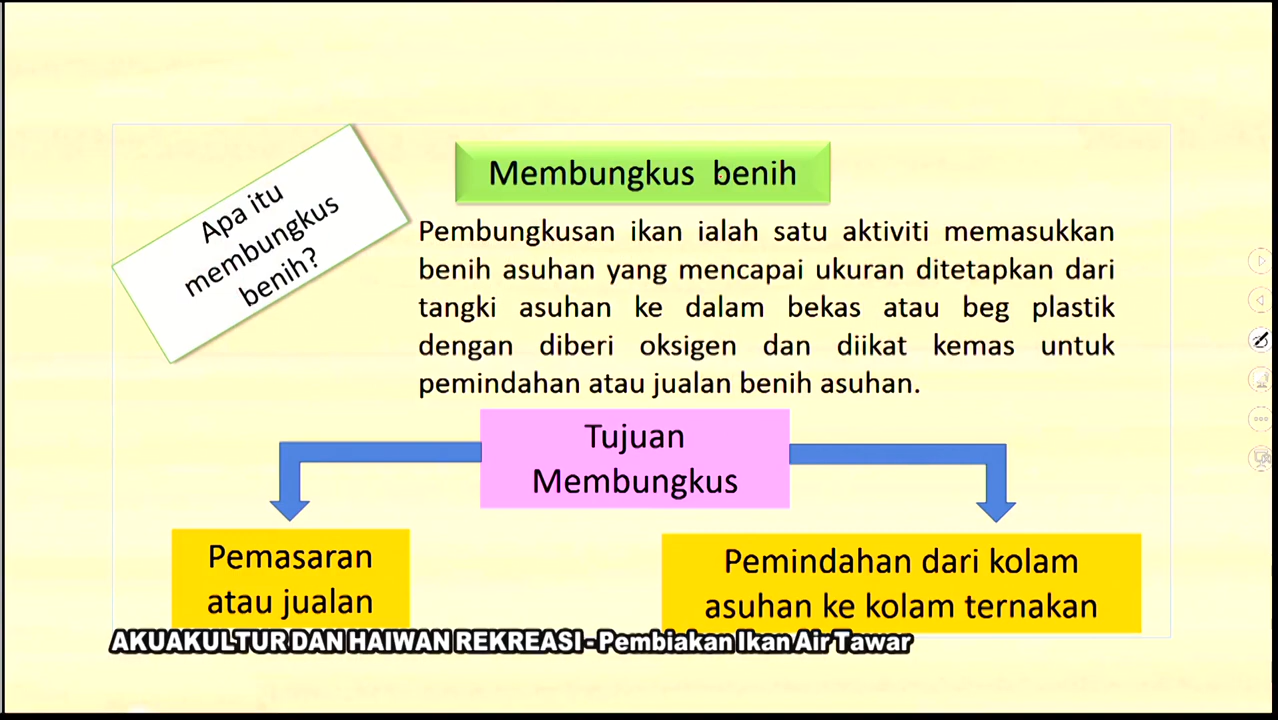 Apa itu
membungkus
benih?
Membungkus benih
Pembungkusan ikan ialah satu aktiviti memasukkan
benih asuhan yang mencapai ukuran ditetapkan dari
tangki asuhan ke dalam bekas atau beg plastik
dengan diberi oksigen dan diikat kemas untuk
pemindahan atau jualan benih asuhan.
Tujuan
Membungkus
Pemasaran
atau jualan
Pemindahan dari kolam
asuhan ke kolam ternakan
AKUAKULTUR DAN HAIWAN REKREASI - Pembiakan Ikan Air Tawar